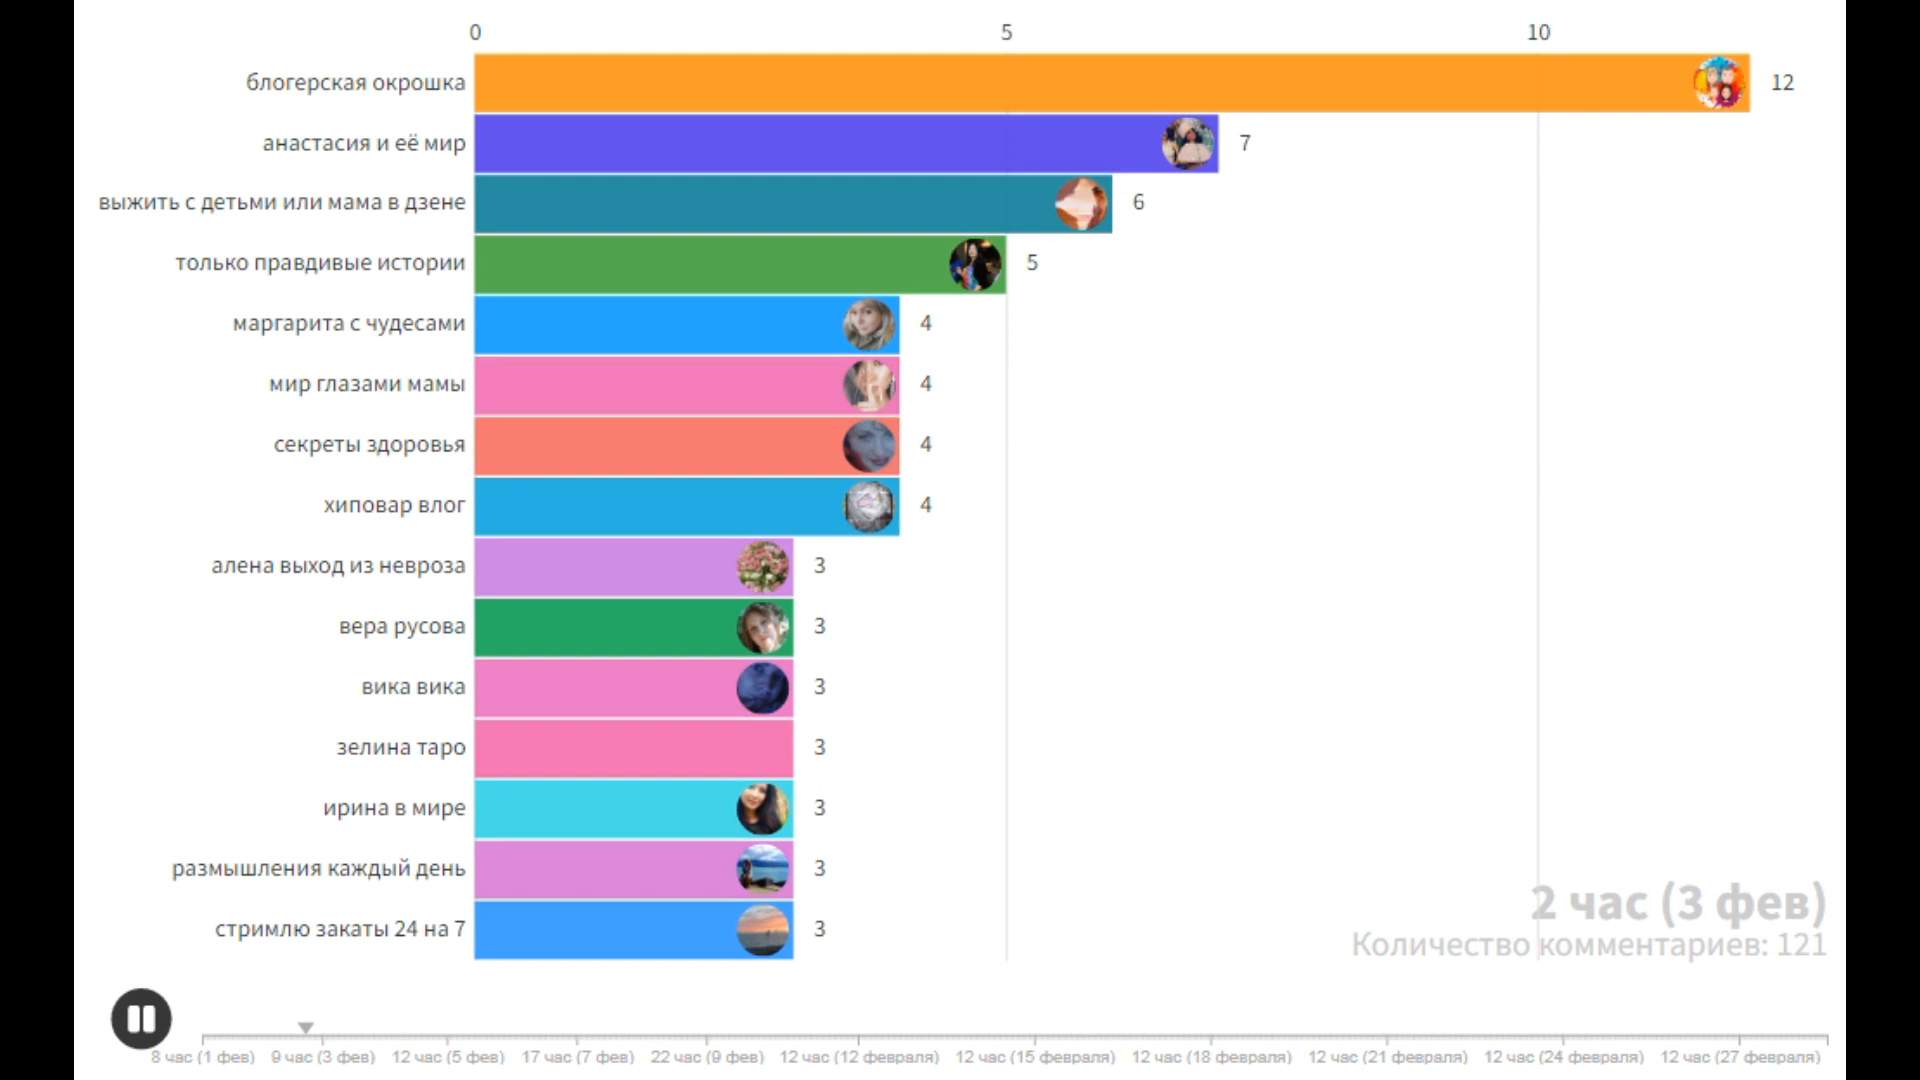 0 5 10
блогерская окрошка 12
анастасия и её мир 7
выжить с детьми или мама в дзене 6
только правдивые истории 5
маргарита с чудесами 4
мир глазами мамы 4
секреты здоровья 4
хиповар влог 4
алена выход из невроза 3
вера русова 3
вика вика 3
зелина таро 3
ирина в мире 3
размышления каждый день 3
стримлю закаты 24 на 7 3
2 час (3 фев)
Количество комментариев: 121
8 час (1 фев) 9 час (3 фев) 12 час (5 фев) 17 час (7 фев) 22 час (9 фев) 12 час (12 февраля) 12 час (15 февраля) 12 час (18 февраля) 12 час (21 февраля) 12 час (24 февраля) 12 час (27 февраля)